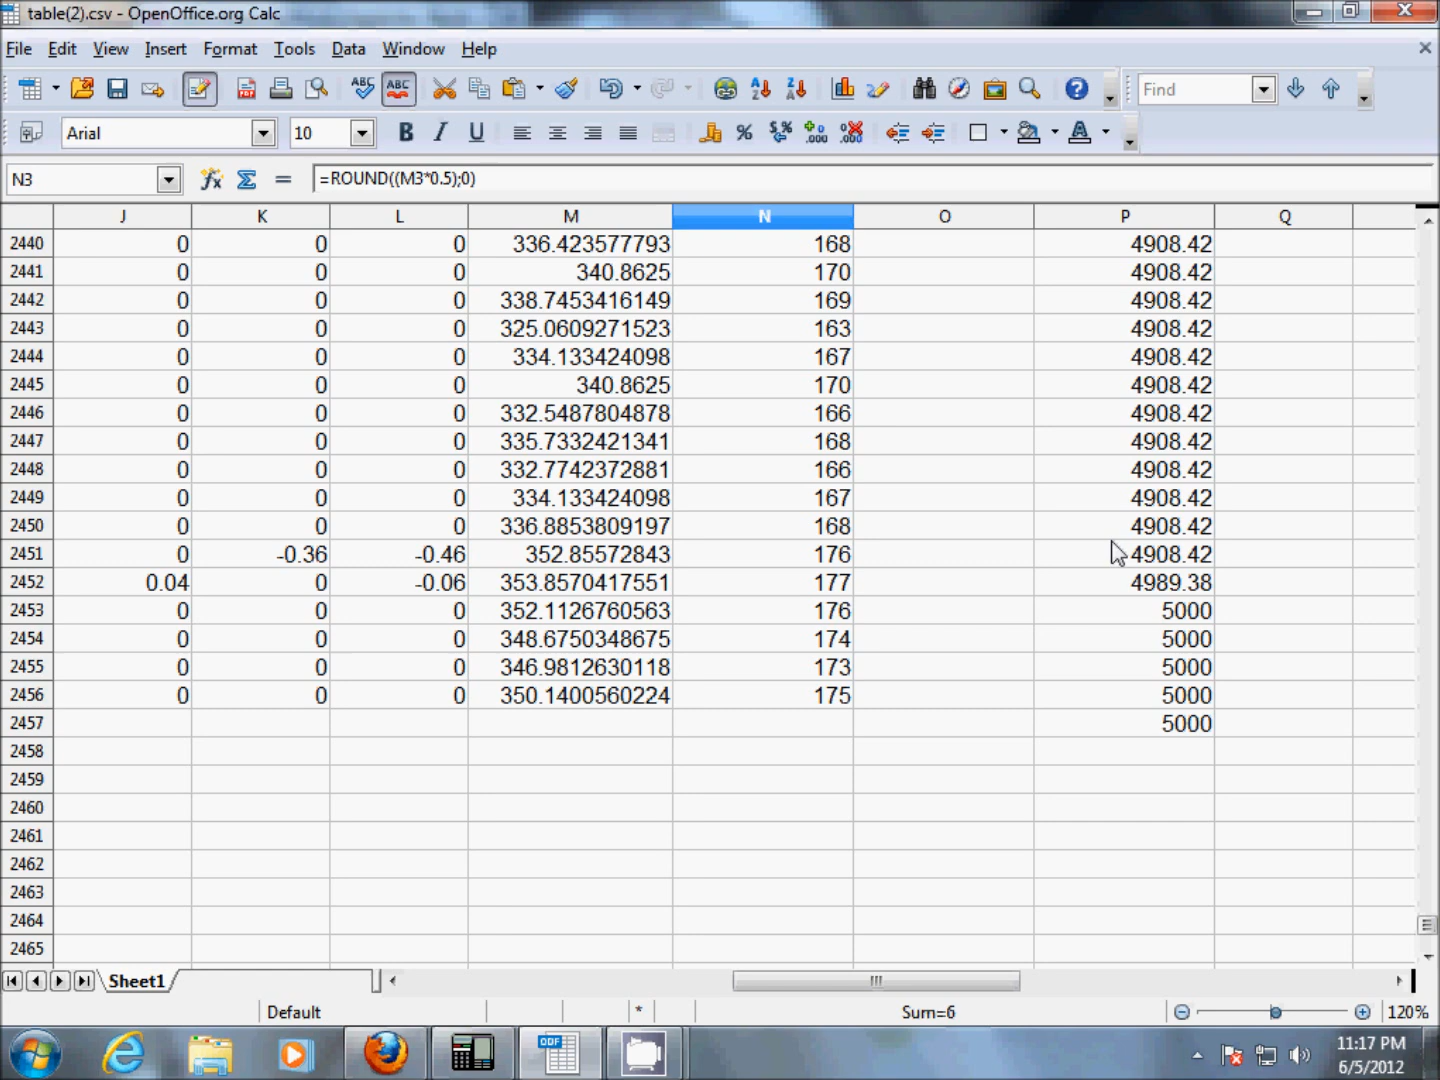 table(2).csv - OpenOffice.org Calc
File Edit View Insert Format Tools Data Window Help
ABC ABC Find
Arial 10 B I U
N3 =ROUND((M3*0.5);0)
J K L M N O P Q
2440 0 0 0 336.423577793 168 4908.42
2441 0 0 0 340.8625 170 4908.42
2442 0 0 0 338.7453416149 169 4908.42
2443 0 0 0 325.0609271523 163 4908.42
2444 0 0 0 334.133424098 167 4908.42
2445 0 0 0 340.8625 170 4908.42
2446 0 0 0 332.5487804878 166 4908.42
2447 0 0 0 335.7332421341 168 4908.42
2448 0 0 0 332.7742372881 166 4908.42
2449 0 0 0 334.133424098 167 4908.42
2450 0 0 0 336.8853809197 168 4908.42
2451 0 -0.36 -0.46 352.85572843 176 4908.42
2452 0.04 0 -0.06 353.8570417551 177 4989.38
2453 0 0 0 352.1126760563 176 5000
2454 0 0 0 348.6750348675 174 5000
2455 0 0 0 346.9812630118 173 5000
2456 0 0 0 350.1400560224 175 5000
2457 5000
2458
2459
2460
2461
2462
2463
2464
2465
Sheet1
Default * Sum=6 120%
ODF
11:17 PM
6/5/2012